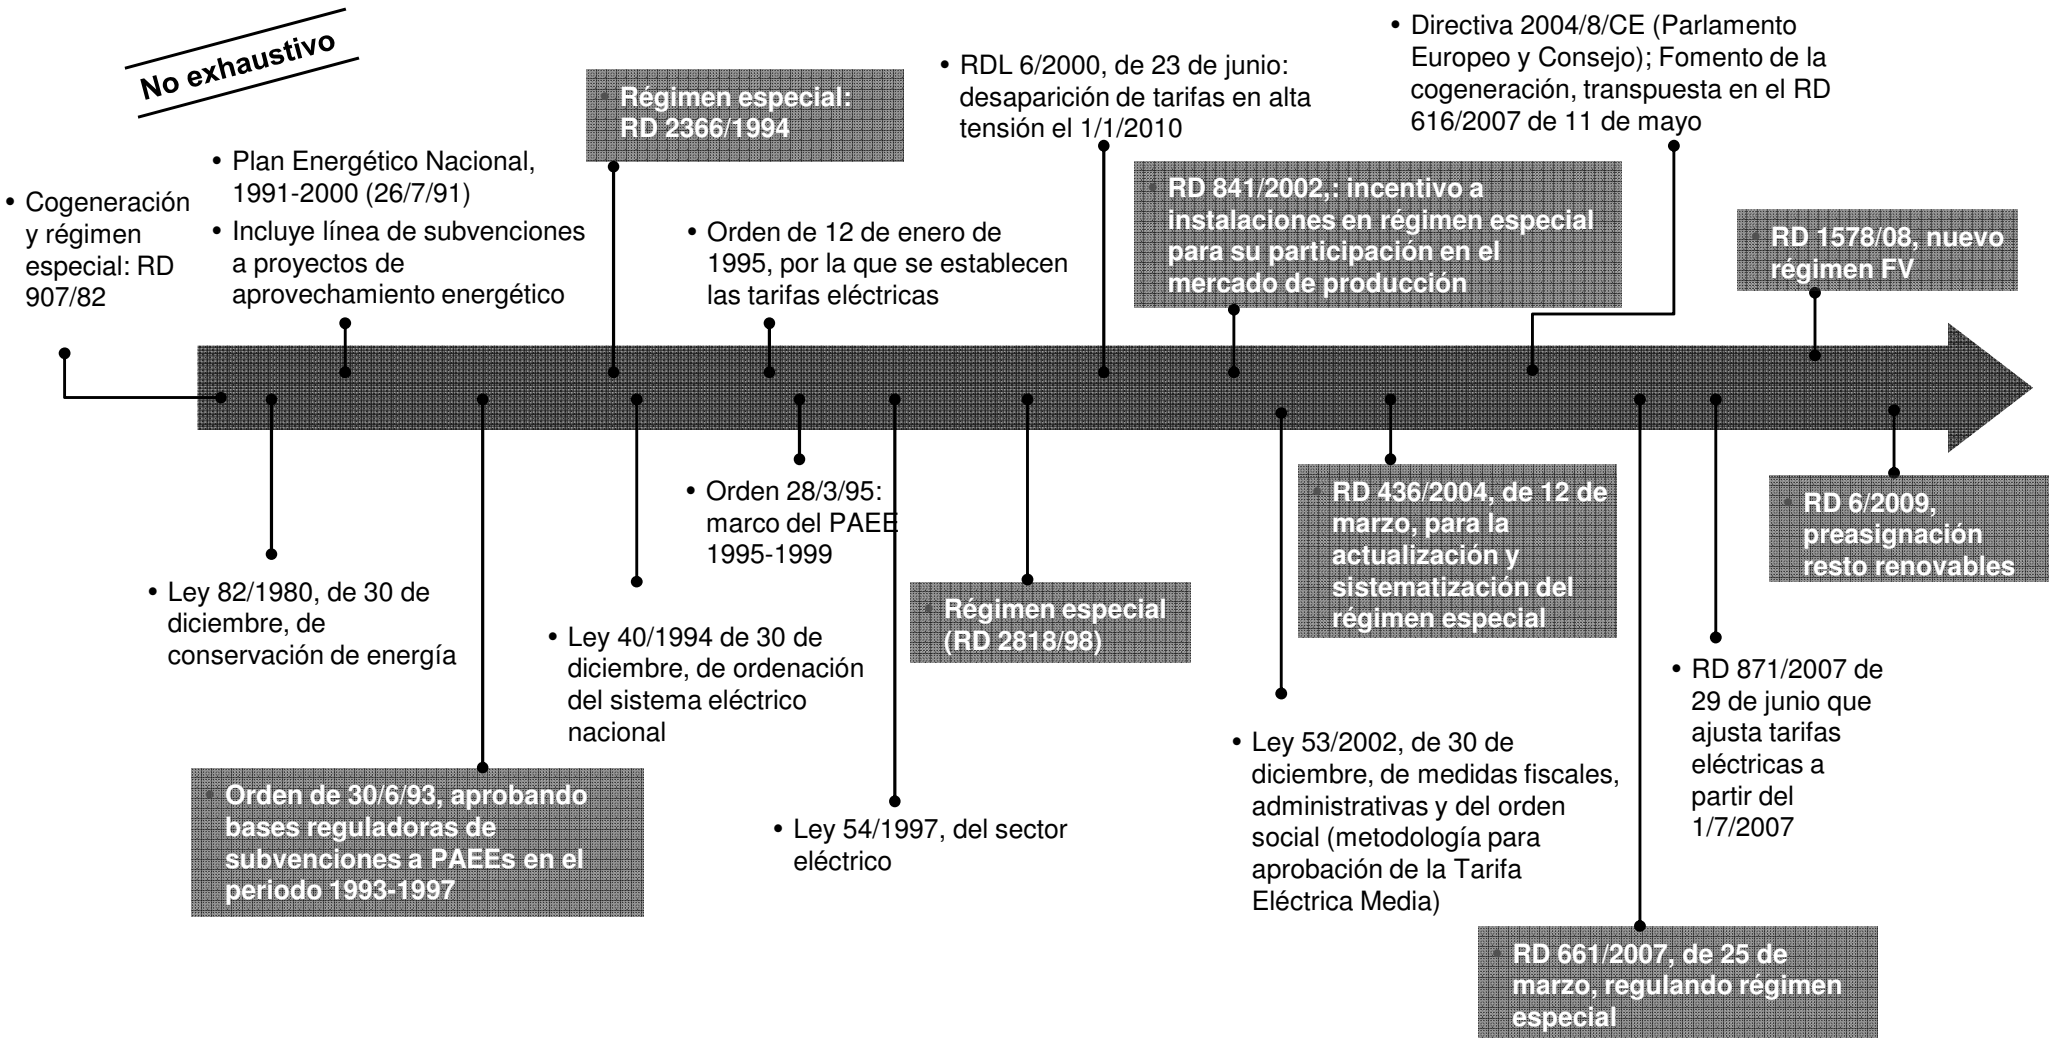 No exhaustivo
• Cogeneración
y régimen
especial: RD
907/82
• Plan Energético Nacional,
1991-2000 (26/7/91)
• Incluye línea de subvenciones
a proyectos de
aprovechamiento energético
• Régimen especial:
RD 2366/1994
• Orden de 12 de enero de
1995, por la que se establecen
las tarifas eléctricas
• RDL 6/2000, de 23 de junio:
desaparición de tarifas en alta
tensión el 1/1/2010
• RD 841/2002,: incentivo a
instalaciones en régimen especial
para su participación en el
mercado de producción
• Directiva 2004/8/CE (Parlamento
Europeo y Consejo); Fomento de la
cogeneración, transpuesta en el RD
616/2007 de 11 de mayo
• RD 1578/08, nuevo
régimen FV
• Ley 82/1980, de 30 de
diciembre, de
conservación de energía
• Orden de 30/6/93, aprobando
bases reguladoras de
subvenciones a PAEEs en el
periodo 1993-1997
• Ley 40/1994 de 30 de
diciembre, de ordenación
del sistema eléctrico
nacional
• Orden 28/3/95:
marco del PAEE
1995-1999
• Ley 54/1997, del sector
eléctrico
• Régimen especial
(RD 2818/98)
• Ley 53/2002, de 30 de
diciembre, de medidas fiscales,
administrativas y del orden
social (metodología para
aprobación de la Tarifa
Eléctrica Media)
• RD 436/2004, de 12 de
marzo, para la
actualización y
sistematización del
régimen especial
• RD 661/2007, de 25 de
marzo, regulando régimen
especial
• RD 871/2007 de
29 de junio que
ajusta tarifas
eléctricas a
partir del
1/7/2007
• RD 6/2009,
preasignación
resto renovables